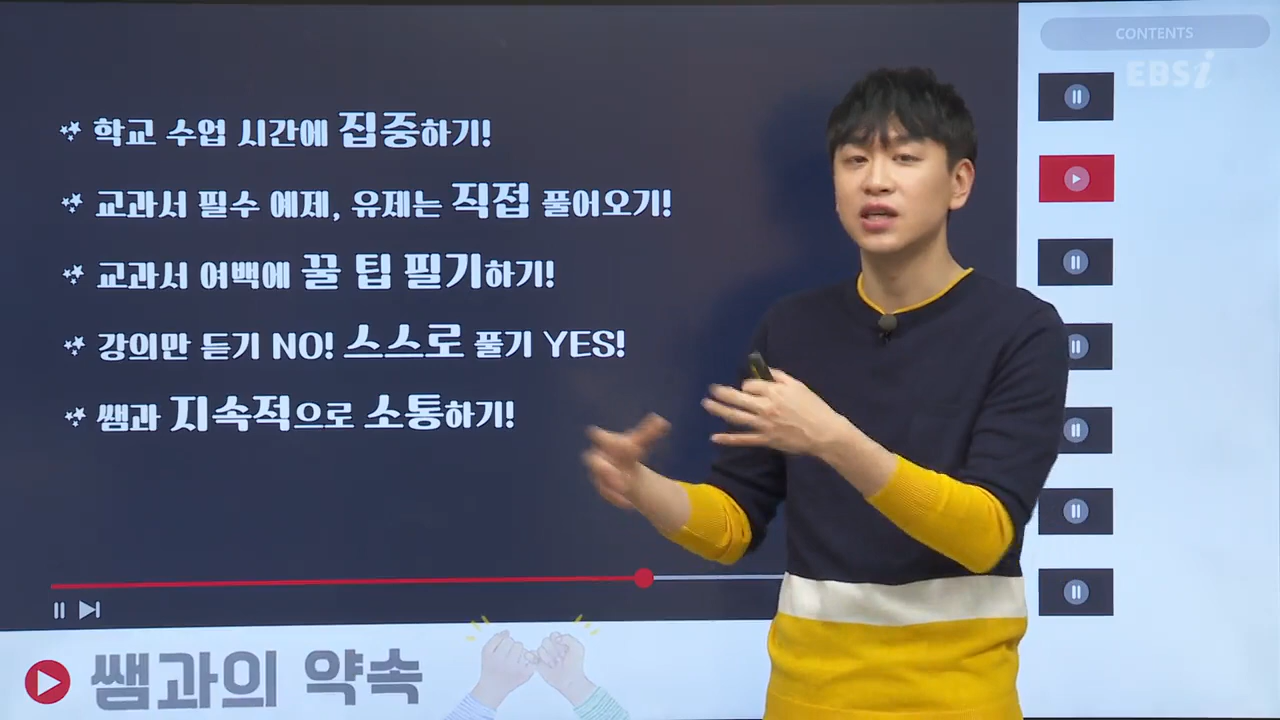 CONTENTS
EBSi
학교 수업 시간에 집중하기!
교과서 필수 예제, 유제는 직접 풀어오기!
교과서 여백에 꿀 팁 필기하기!
강의만 듣기 NO! 스스로 풀기 YES!
쌤과 지속적으로 소통하기!
쌤과의 약속